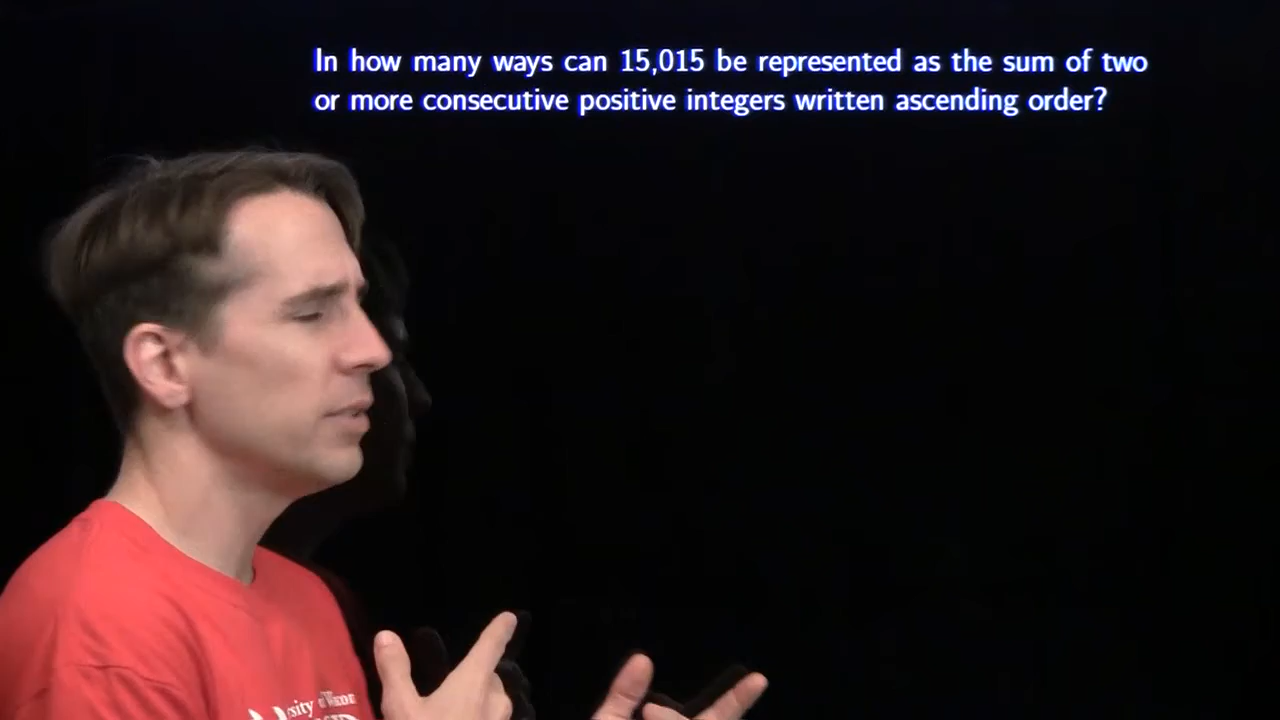 In how many ways can 15,015 be represented as the sum of two
or more consecutive positive integers written ascending order?